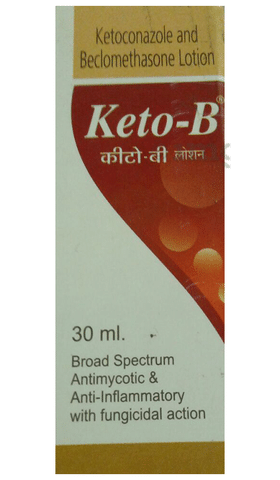 Ketoconazole and
Beclomethasone Lotion
Keto-B®
कीटो-बी लोशन
30 ml.
Broad Spectrum
Antimycotic &
Anti-Inflammatory
with fungicidal action